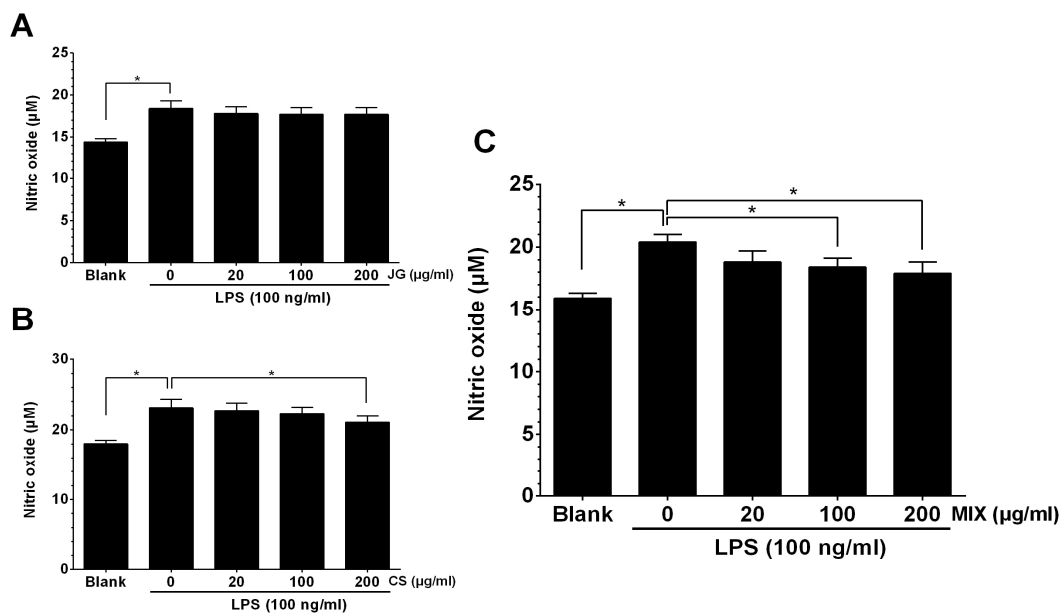 A
25
20
15
10
5
0
Nitric oxide (µM)
*
Blank 0 20 100 200 JG (µg/ml)
LPS (100 ng/ml)
B
30
20
10
0
Nitric oxide (µM)
* *
Blank 0 20 100 200 CS (µg/ml)
LPS (100 ng/ml)
C
25
20
15
10
5
0
Nitric oxide (µM)
*
* *
Blank 0 20 100 200 MIX (µg/ml)
LPS (100 ng/ml)